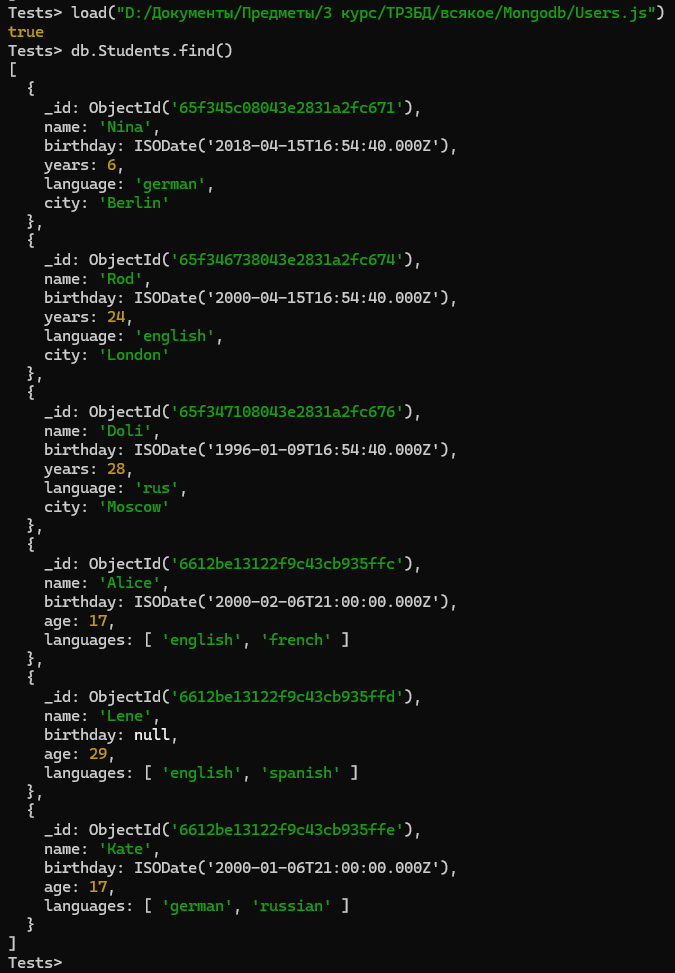 Tests> load("D:/Документы/Предметы/3 курс/ТРЗБД/всякое/Mongodb/Users.js")
true
Tests> db.Students.find()
[
  {
    _id: ObjectId('65f345c08043e2831a2fc671'),
    name: 'Nina',
    birthday: ISODate('2018-04-15T16:54:40.000Z'),
    years: 6,
    language: 'german',
    city: 'Berlin'
  },
  {
    _id: ObjectId('65f346738043e2831a2fc674'),
    name: 'Rod',
    birthday: ISODate('2000-04-15T16:54:40.000Z'),
    years: 24,
    language: 'english',
    city: 'London'
  },
  {
    _id: ObjectId('65f347108043e2831a2fc676'),
    name: 'Doli',
    birthday: ISODate('1996-01-09T16:54:40.000Z'),
    years: 28,
    language: 'rus',
    city: 'Moscow'
  },
  {
    _id: ObjectId('6612be13122f9c43cb935ffc'),
    name: 'Alice',
    birthday: ISODate('2000-02-06T21:00:00.000Z'),
    age: 17,
    languages: [ 'english', 'french' ]
  },
  {
    _id: ObjectId('6612be13122f9c43cb935ffd'),
    name: 'Lene',
    birthday: null,
    age: 29,
    languages: [ 'english', 'spanish' ]
  },
  {
    _id: ObjectId('6612be13122f9c43cb935ffe'),
    name: 'Kate',
    birthday: ISODate('2000-01-06T21:00:00.000Z'),
    age: 17,
    languages: [ 'german', 'russian' ]
  }
]
Tests>